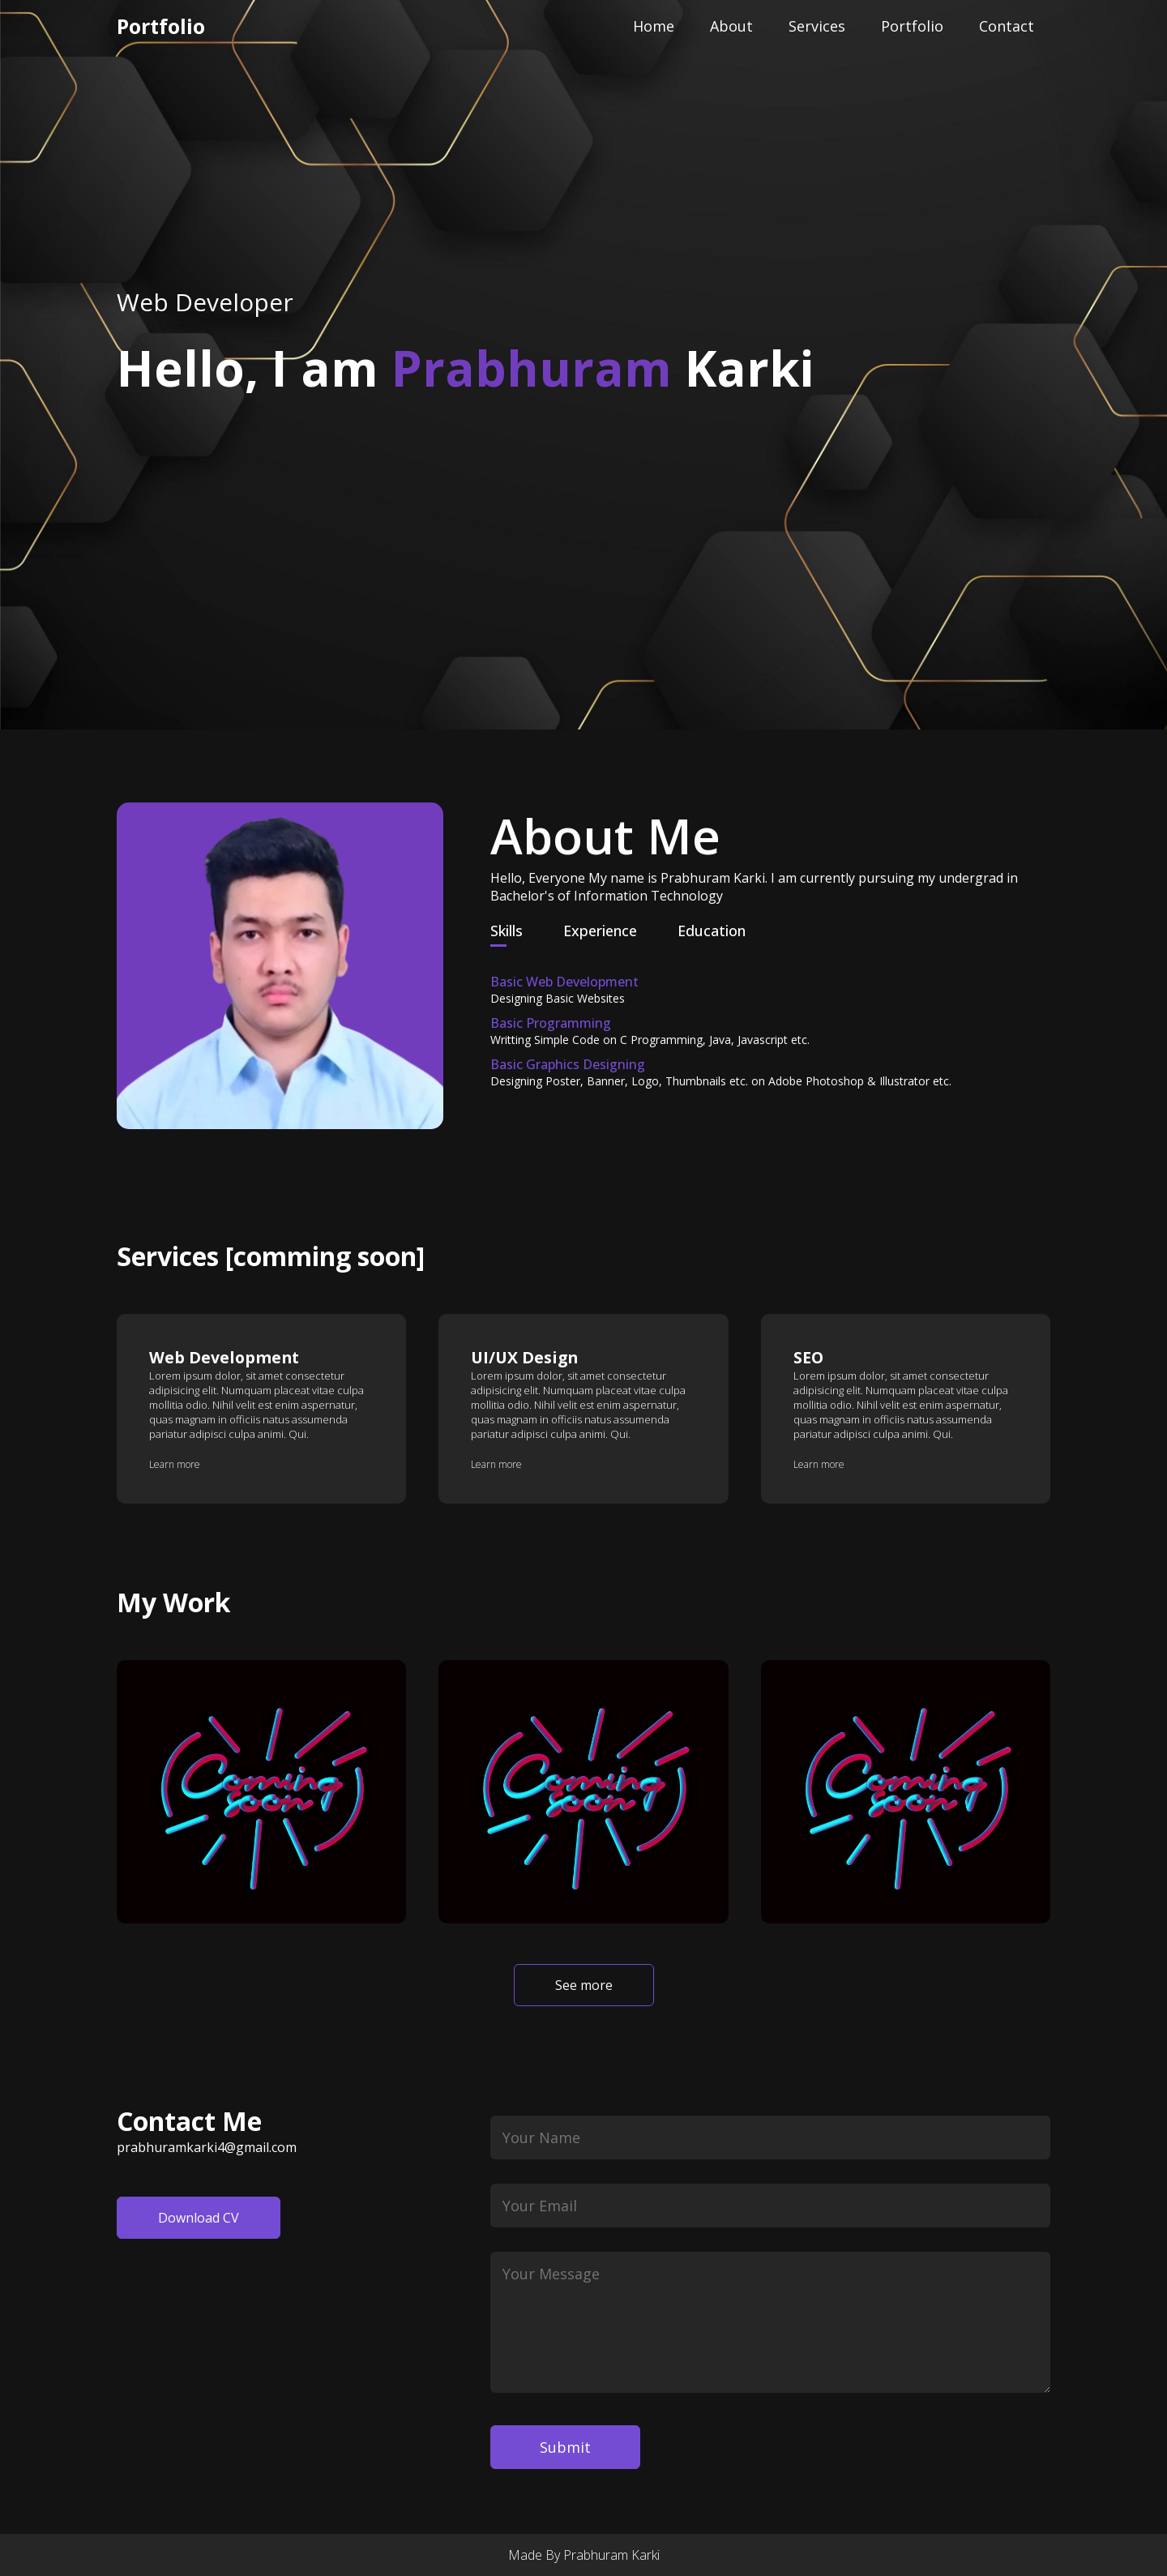 Portfolio
Home About Services Portfolio Contact
Web Developer
Hello, I am Prabhuram Karki
About Me
Hello, Everyone My name is Prabhuram Karki. I am currently pursuing my undergrad in
Bachelor's of Information Technology
Skills Experience Education
Basic Web Development
Designing Basic Websites
Basic Programming
Writting Simple Code on C Programming, Java, Javascript etc.
Basic Graphics Designing
Designing Poster, Banner, Logo, Thumbnails etc. on Adobe Photoshop & Illustrator etc.
Services [comming soon]
Web Development
Lorem ipsum dolor, sit amet consectetur
adipisicing elit. Numquam placeat vitae culpa
mollitia odio. Nihil velit est enim aspernatur,
quas magnam in officiis natus assumenda
pariatur adipisci culpa animi. Qui.
Learn more
UI/UX Design
Lorem ipsum dolor, sit amet consectetur
adipisicing elit. Numquam placeat vitae culpa
mollitia odio. Nihil velit est enim aspernatur,
quas magnam in officiis natus assumenda
pariatur adipisci culpa animi. Qui.
Learn more
SEO
Lorem ipsum dolor, sit amet consectetur
adipisicing elit. Numquam placeat vitae culpa
mollitia odio. Nihil velit est enim aspernatur,
quas magnam in officiis natus assumenda
pariatur adipisci culpa animi. Qui.
Learn more
My Work
Coming
soon
Coming
soon
Coming
soon
See more
Contact Me
prabhuramkarki4@gmail.com
Download CV
Your Name
Your Email
Your Message
Submit
Made By Prabhuram Karki